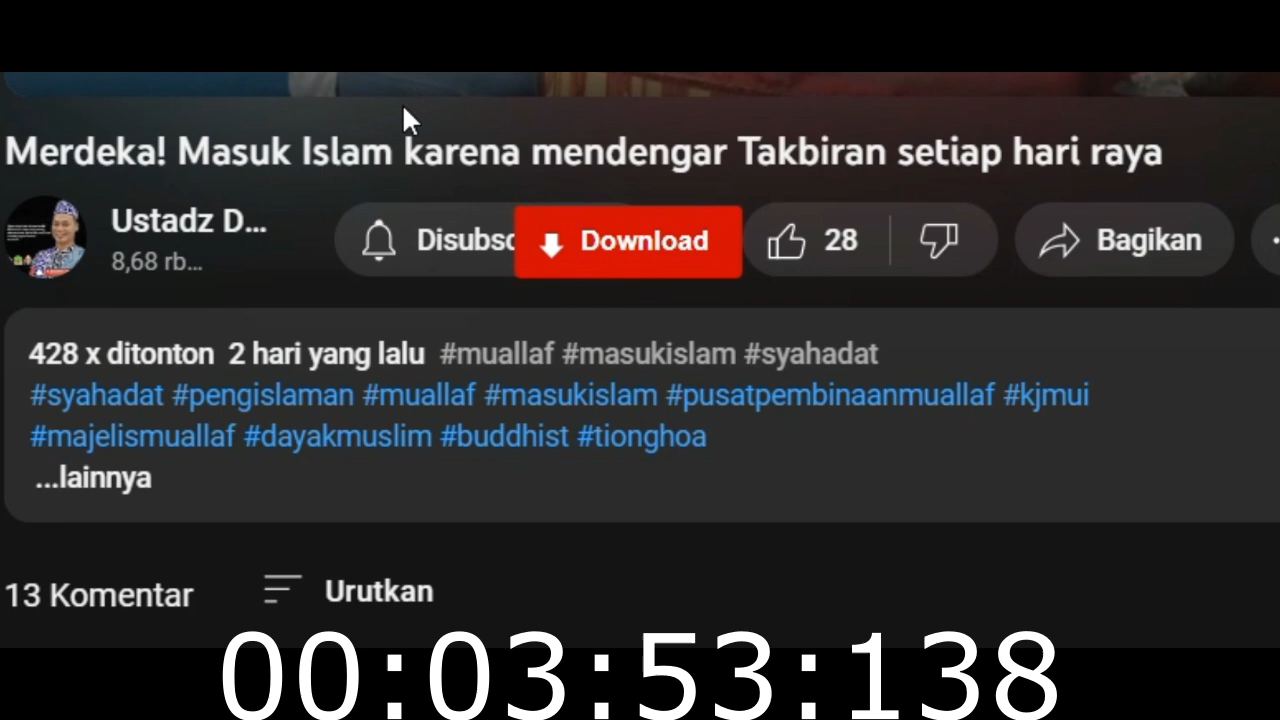 Merdeka! Masuk Islam karena mendengar Takbiran setiap hari raya
Ustadz D...
8,68 rb...
Disubsc
Download
28
Bagikan
428 x ditonton 2 hari yang lalu #muallaf #masukislam #syahadat
#syahadat #pengislaman #muallaf #masukislam #pusatpembinaanmuallaf #kjmui
#majelismuallaf #dayakmuslim #buddhist #tionghoa
...lainnya
13 Komentar
Urutkan
00:03:53:138